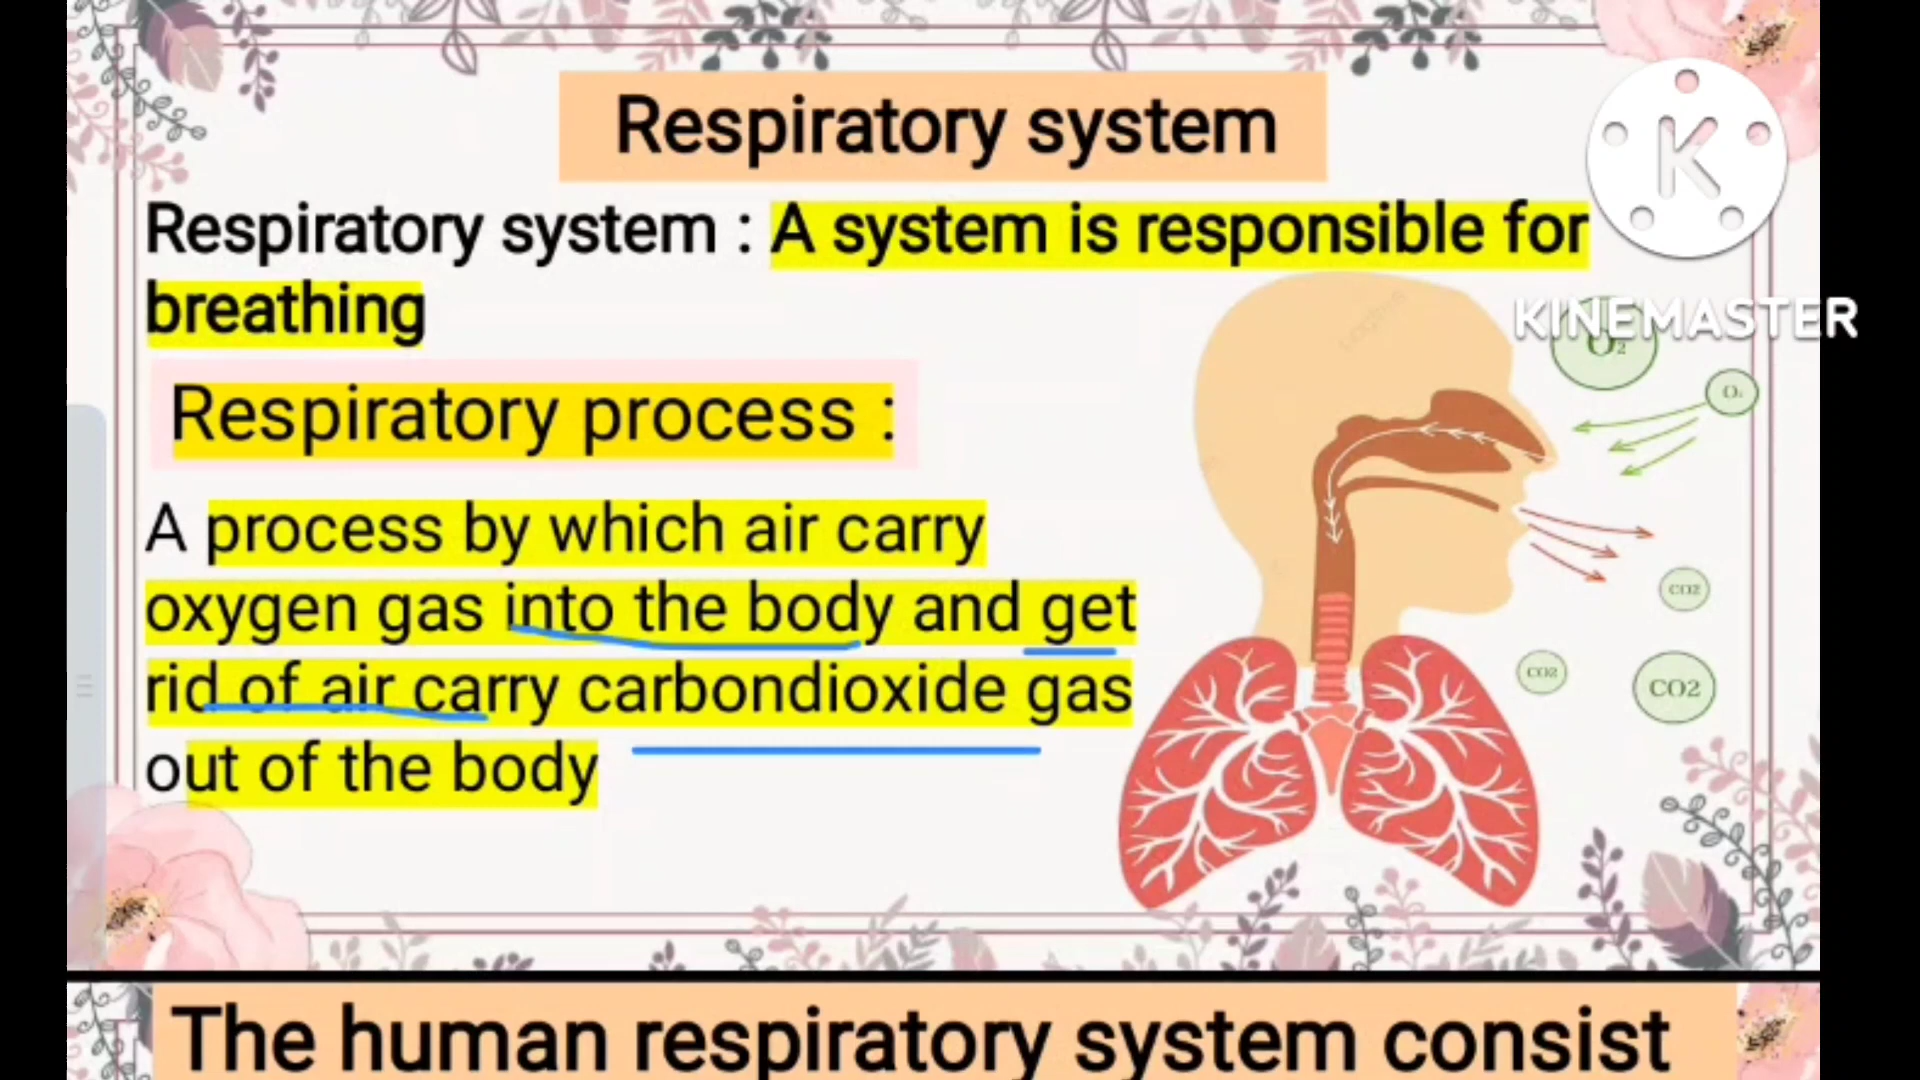 Respiratory system
Respiratory system : A system is responsible for
breathing
KINEMASTER
O2
O2
Respiratory process :
A process by which air carry
oxygen gas into the body and get
rid of air carry carbondioxide gas
out of the body
CO2
CO2
CO2
The human respiratory system consist